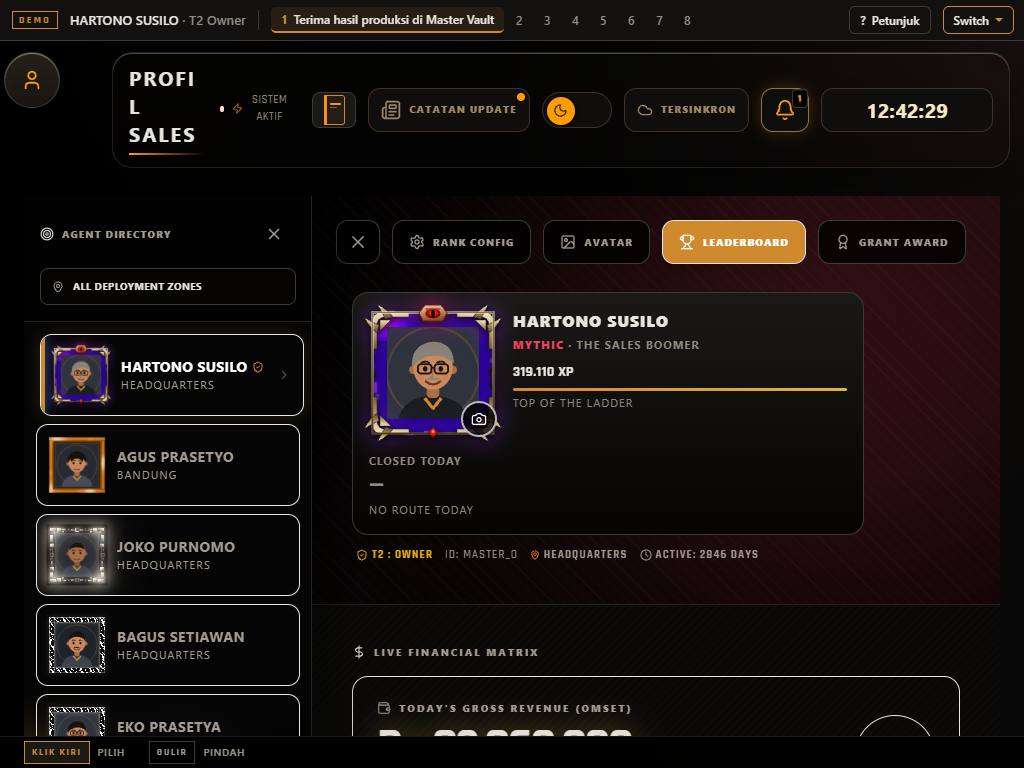 DEMO HARTONO SUSILO · T2 Owner 1 Terima hasil produksi di Master Vault 2 3 4 5 6 7 8 ? Petunjuk Switch
PROFI
L
SALES
SISTEM
AKTIF
CATATAN UPDATE
TERSINKRON
1
12:42:29
AGENT DIRECTORY
ALL DEPLOYMENT ZONES
HARTONO SUSILO
HEADQUARTERS
AGUS PRASETYO
BANDUNG
JOKO PURNOMO
HEADQUARTERS
BAGUS SETIAWAN
HEADQUARTERS
EKO PRASETYA
RANK CONFIG AVATAR LEADERBOARD GRANT AWARD
HARTONO SUSILO
MYTHIC · THE SALES BOOMER
319.110 XP
TOP OF THE LADDER
CLOSED TODAY
—
NO ROUTE TODAY
T2 : OWNER ID: MASTER_0 HEADQUARTERS ACTIVE: 2846 DAYS
$ LIVE FINANCIAL MATRIX
TODAY'S GROSS REVENUE (OMSET)
KLIK KIRI PILIH BULIR PINDAH